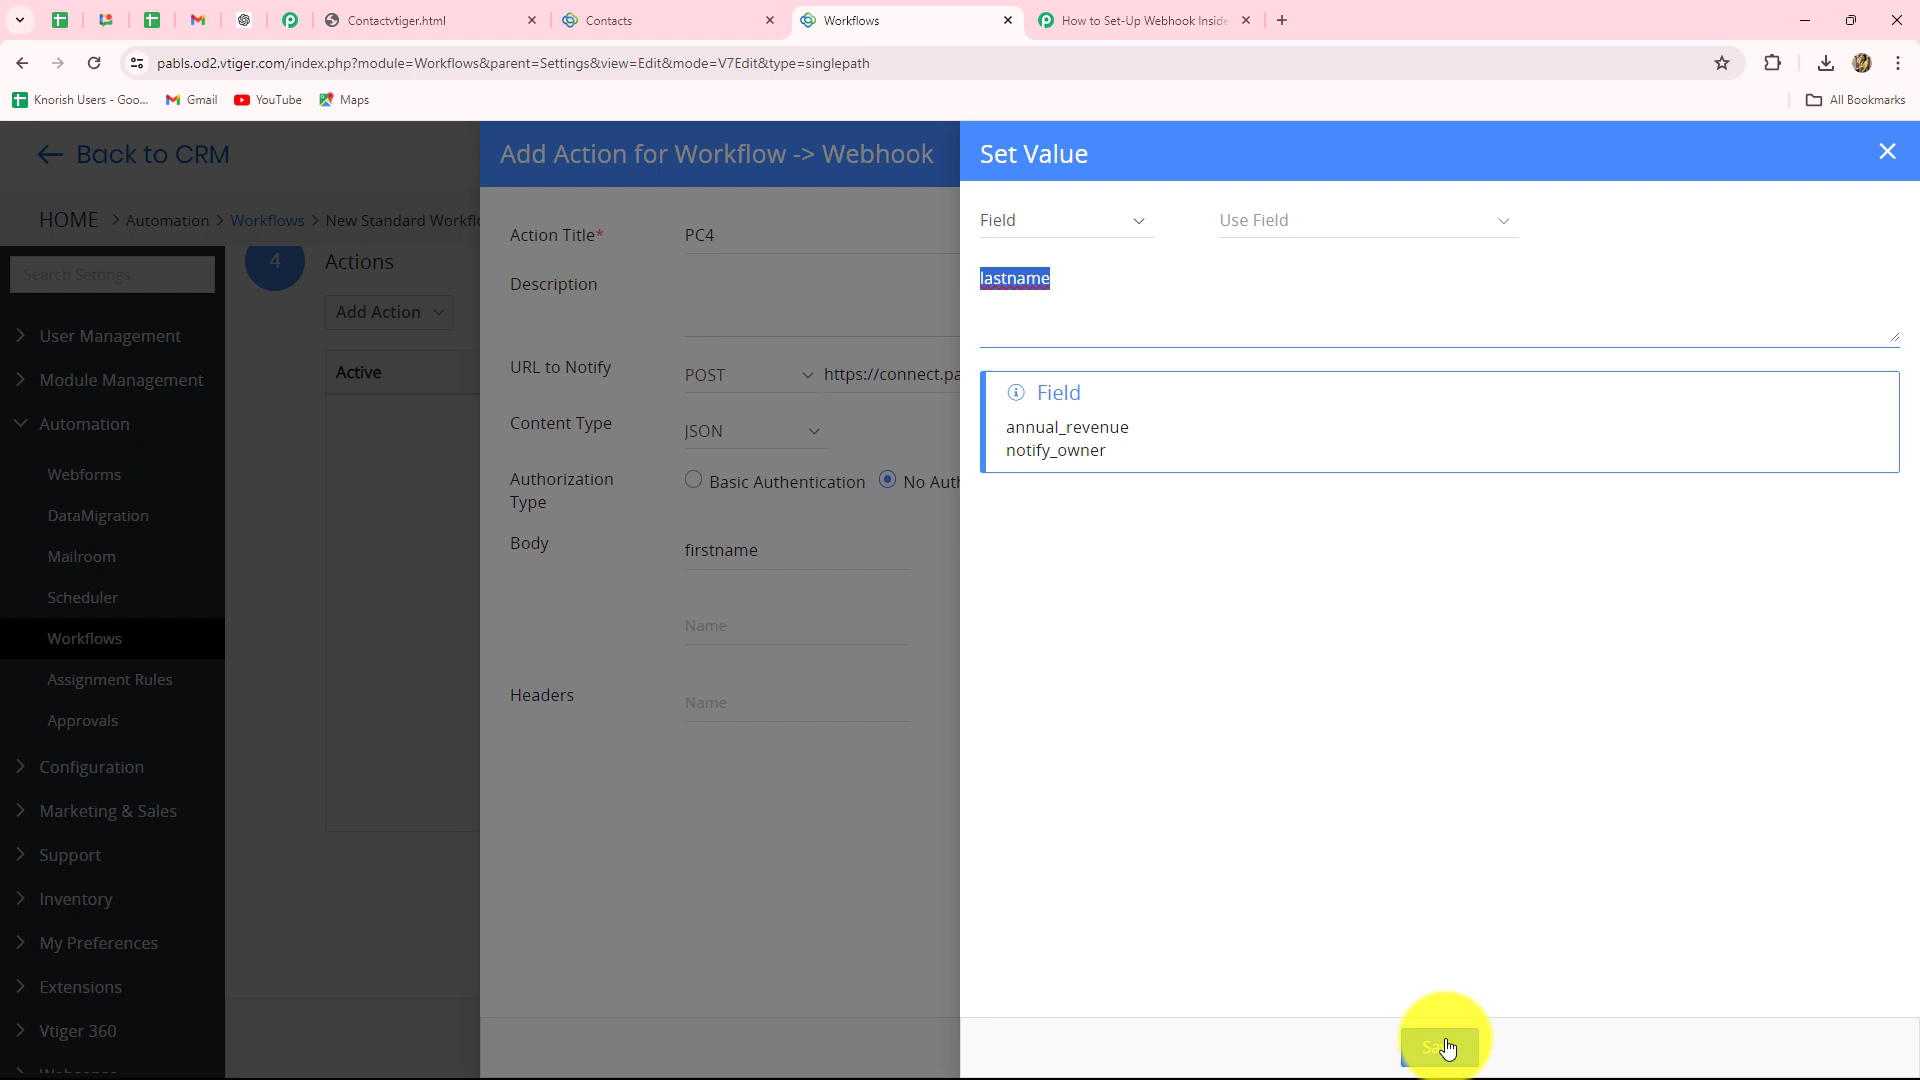 Contactvtiger.html
Contacts
Workflows
How to Set-Up Webhook Inside
pabls.od2.vtiger.com/index.php?module=Workflows&parent=Settings&view=Edit&mode=V7Edit&type=singlepath
Knorish Users - Goo...
Gmail
YouTube
Maps
All Bookmarks
Back to CRM
HOME > Automation > Workflows > New Standard Workflo
Search Settings
User Management
Module Management
Automation
Webforms
DataMigration
Mailroom
Scheduler
Workflows
Assignment Rules
Approvals
Configuration
Marketing & Sales
Support
Inventory
My Preferences
Extensions
Vtiger 360
4
Actions
Add Action
Active
Add Action for Workflow -> Webhook
Action Title*
PC4
Description
URL to Notify
POST
https://connect.pa
Content Type
JSON
Authorization
Type
Basic Authentication
No Auth
Body
firstname
Name
Headers
Name
Set Value
Field
Use Field
lastname
Field
annual_revenue
notify_owner